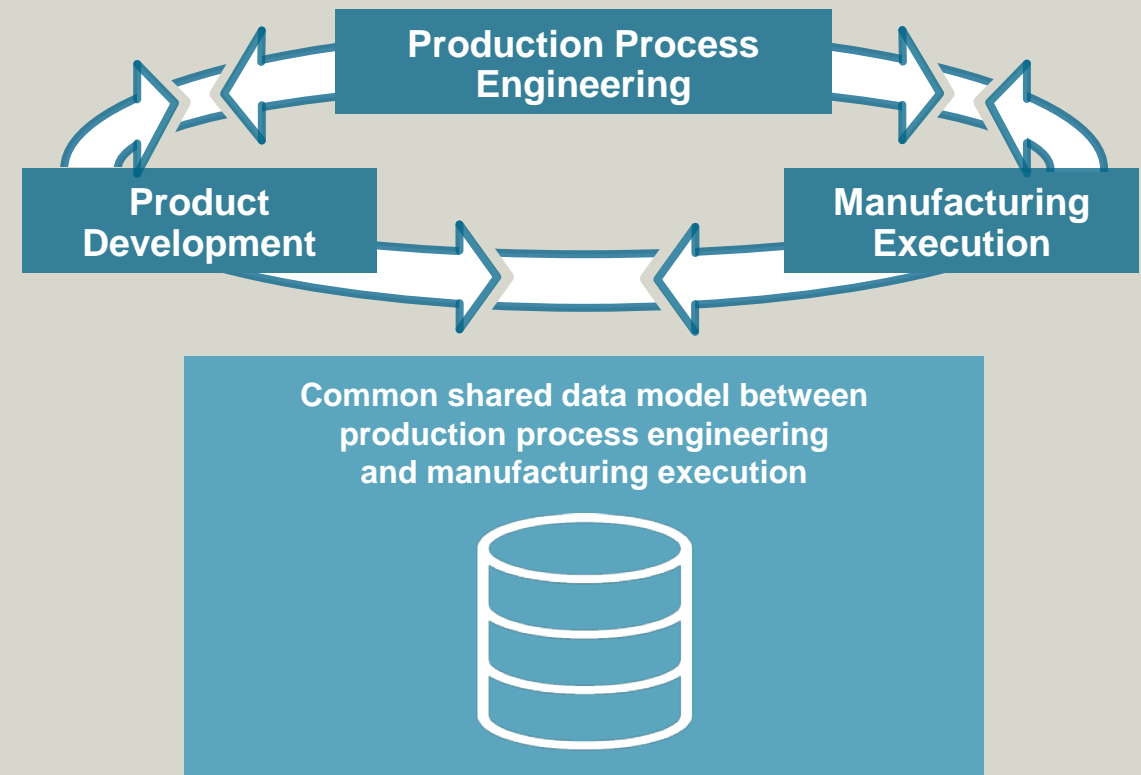 Production Process
Engineering
Product
Development
Manufacturing
Execution
Common shared data model between
production process engineering
and manufacturing execution